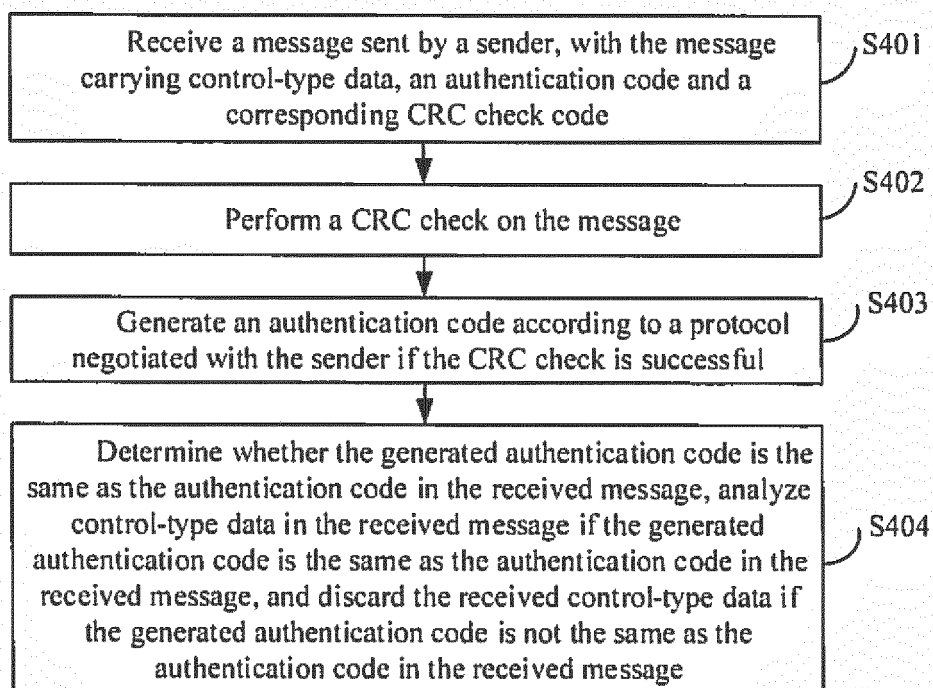 Receive a message sent by a sender, with the message
carrying control-type data, an authentication code and a
corresponding CRC check code
S401
Perform a CRC check on the message
S402
Generate an authentication code according to a protocol
negotiated with the sender if the CRC check is successful
S403
Determine whether the generated authentication code is the
same as the authentication code in the received message, analyze
control-type data in the received message if the generated
authentication code is the same as the authentication code in the
received message, and discard the received control-type data if
the generated authentication code is not the same as the
authentication code in the received message
S404